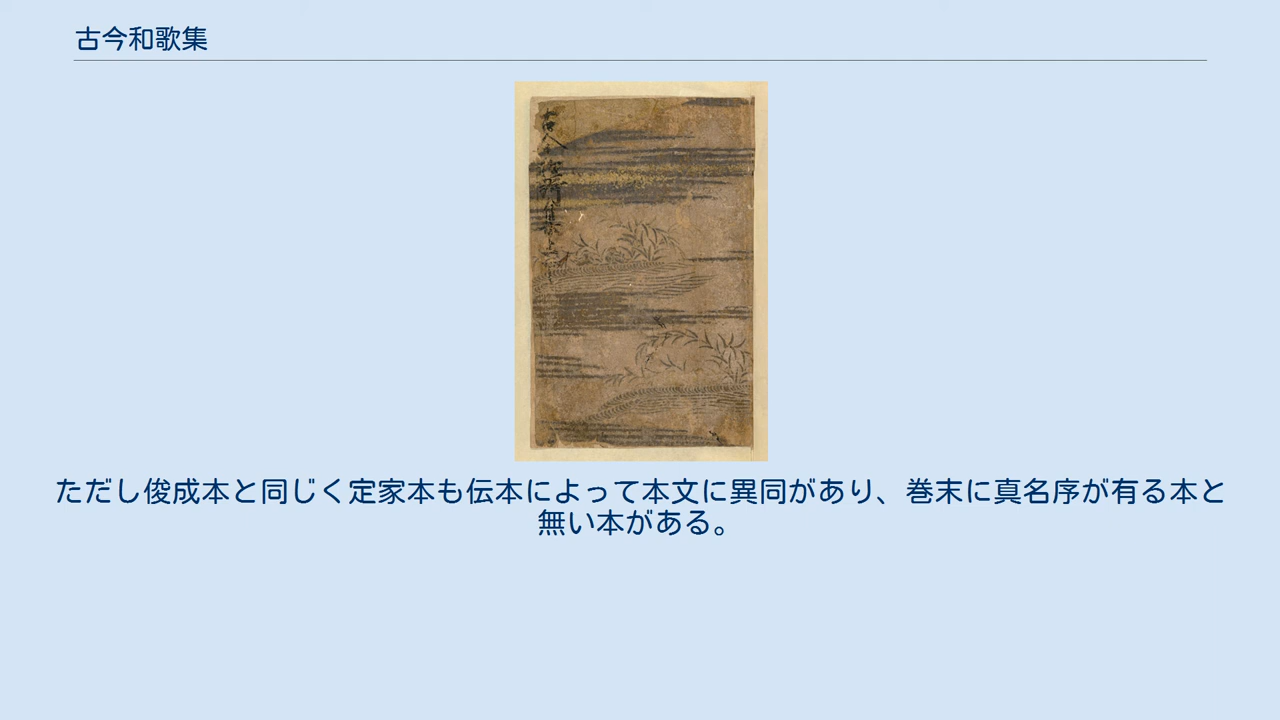 古今和歌集
ただし俊成本と同じく定家本も伝本によって本文に異同があり、巻末に真名序が有る本と
無い本がある。